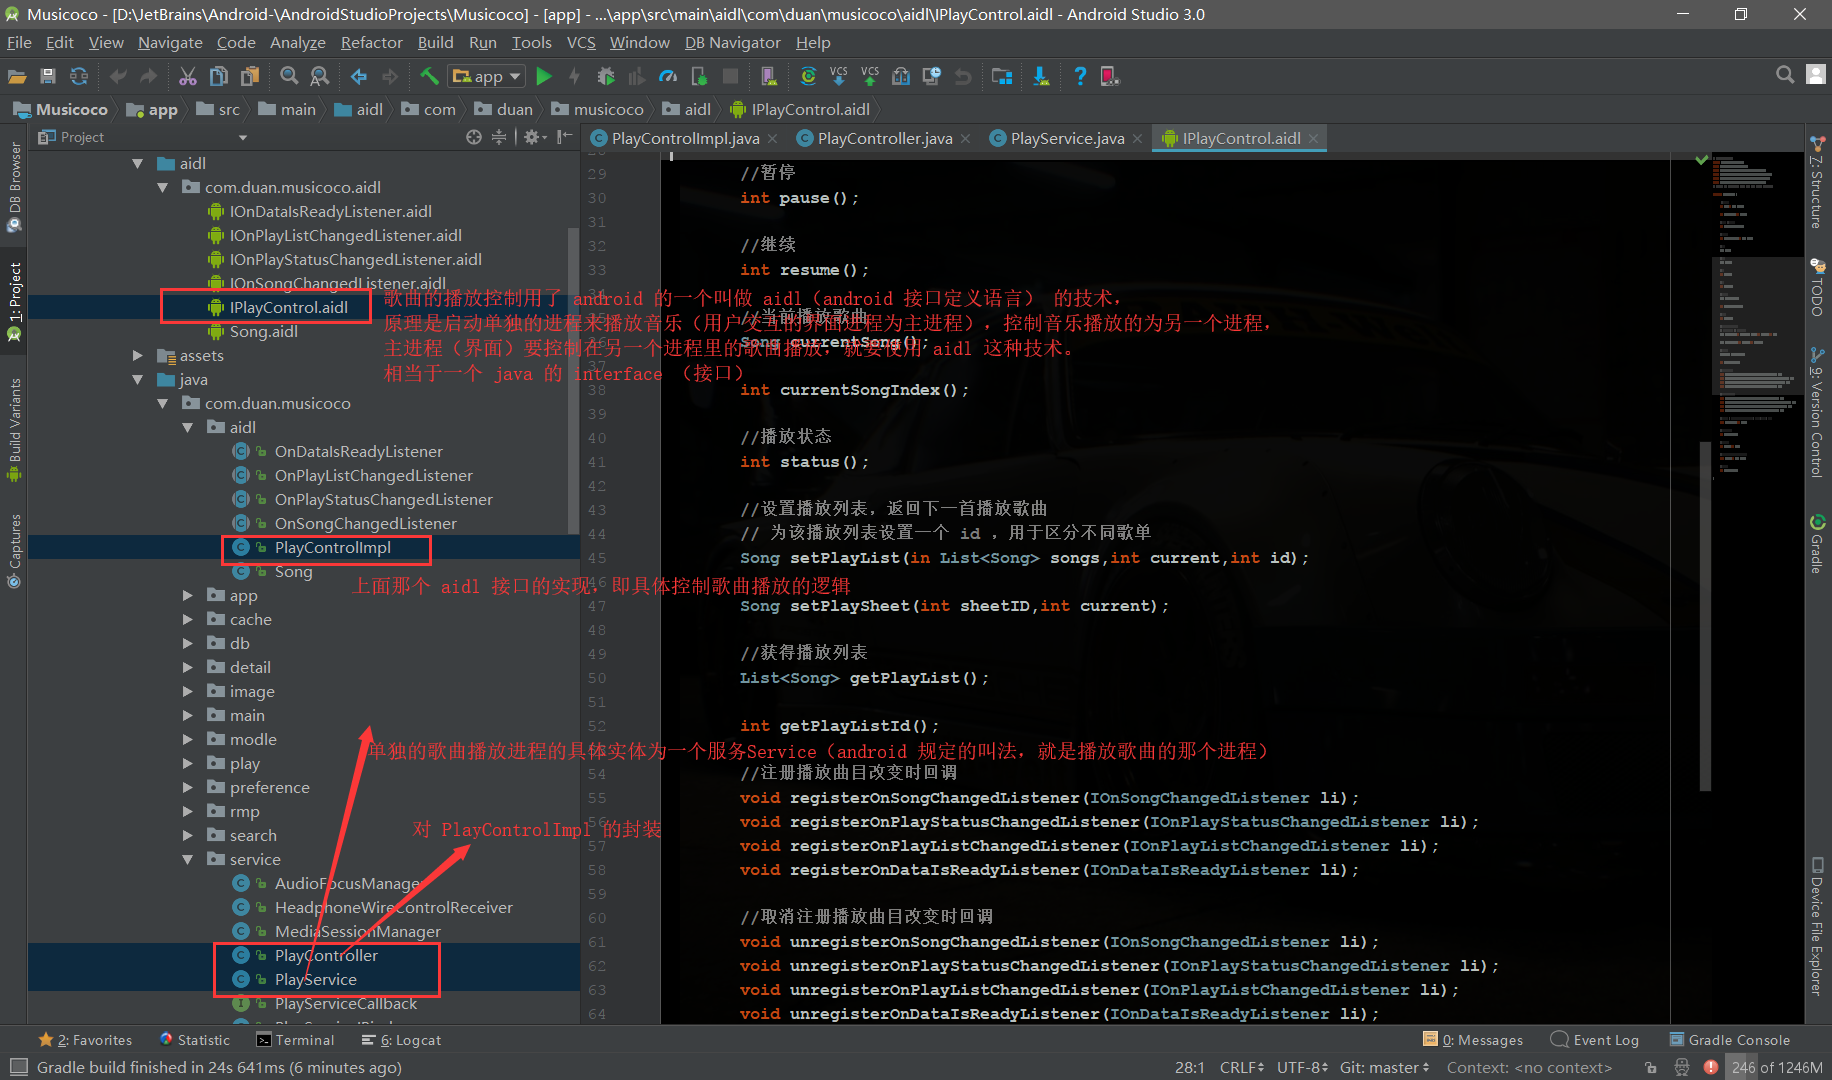 Musicoco - [D:\JetBrains\Android-\AndroidStudioProjects\Musicoco] - [app] - ...\app\src\main\aidl\com\duan\musicoco\aidl\IPlayControl.aidl - Android Studio 3.0
File Edit View Navigate Code Analyze Refactor Build Run Tools VCS Window DB Navigator Help
app VCS VCS
Musicoco app src main aidl com duan musicoco aidl IPlayControl.aidl
Project
PlayControlImpl.java PlayController.java PlayService.java IPlayControl.aidl
DB Browser
1: Project
Build Variants
Captures
aidl
com.duan.musicoco.aidl
IOnDataIsReadyListener.aidl
IOnPlayListChangedListener.aidl
IOnPlayStatusChangedListener.aidl
IOnSongChangedListener.aidl
IPlayControl.aidl
Song.aidl
assets
java
com.duan.musicoco
aidl
OnDataIsReadyListener
OnPlayListChangedListener
OnPlayStatusChangedListener
OnSongChangedListener
PlayControlImpl
Song
app
cache
db
detail
image
main
modle
play
preference
rmp
search
service
AudioFocusManager
HeadphoneWireControlReceiver
MediaSessionManager
PlayController
PlayService
PlayServiceCallback
歌曲的播放控制用了 android 的一个叫做 aidl（android 接口定义语言） 的技术，
原理是启动单独的进程来播放音乐（用户交互的界面进程为主进程），控制音乐播放的为另一个进程，
主进程（界面）要控制在另一个进程里的歌曲播放，就要使用 aidl 这种技术。
相当于一个 java 的 interface （接口）
上面那个 aidl 接口的实现，即具体控制歌曲播放的逻辑
单独的歌曲播放进程的具体实体为一个服务Service（android 规定的叫法，就是播放歌曲的那个进程）
对 PlayControlImpl 的封装
29 //暂停
30 int pause();
31
32 //继续
33 int resume();
34
35 //当前播放歌曲
36 Song currentSong();
37
38 int currentSongIndex();
39
40 //播放状态
41 int status();
42
43 //设置播放列表，返回下一首播放歌曲
44 // 为该播放列表设置一个 id ，用于区分不同歌单
45 Song setPlayList(in List<Song> songs,int current,int id);
46
47 Song setPlaySheet(int sheetID,int current);
48
49 //获得播放列表
50 List<Song> getPlayList();
51
52 int getPlayListId();
54 //注册播放曲目改变时回调
55 void registerOnSongChangedListener(IOnSongChangedListener li);
56 void registerOnPlayStatusChangedListener(IOnPlayStatusChangedListener li);
57 void registerOnPlayListChangedListener(IOnPlayListChangedListener li);
58 void registerOnDataIsReadyListener(IOnDataIsReadyListener li);
59
60 //取消注册播放曲目改变时回调
61 void unregisterOnSongChangedListener(IOnSongChangedListener li);
62 void unregisterOnPlayStatusChangedListener(IOnPlayStatusChangedListener li);
63 void unregisterOnPlayListChangedListener(IOnPlayListChangedListener li);
64 void unregisterOnDataIsReadyListener(IOnDataIsReadyListener li);
7: Structure
TODO
9: Version Control
Gradle
Device File Explorer
2: Favorites Statistic Terminal 6: Logcat 0: Messages Event Log Gradle Console
Gradle build finished in 24s 641ms (6 minutes ago) 28:1 CRLF UTF-8 Git: master Context: <no context> 246 of 1246M